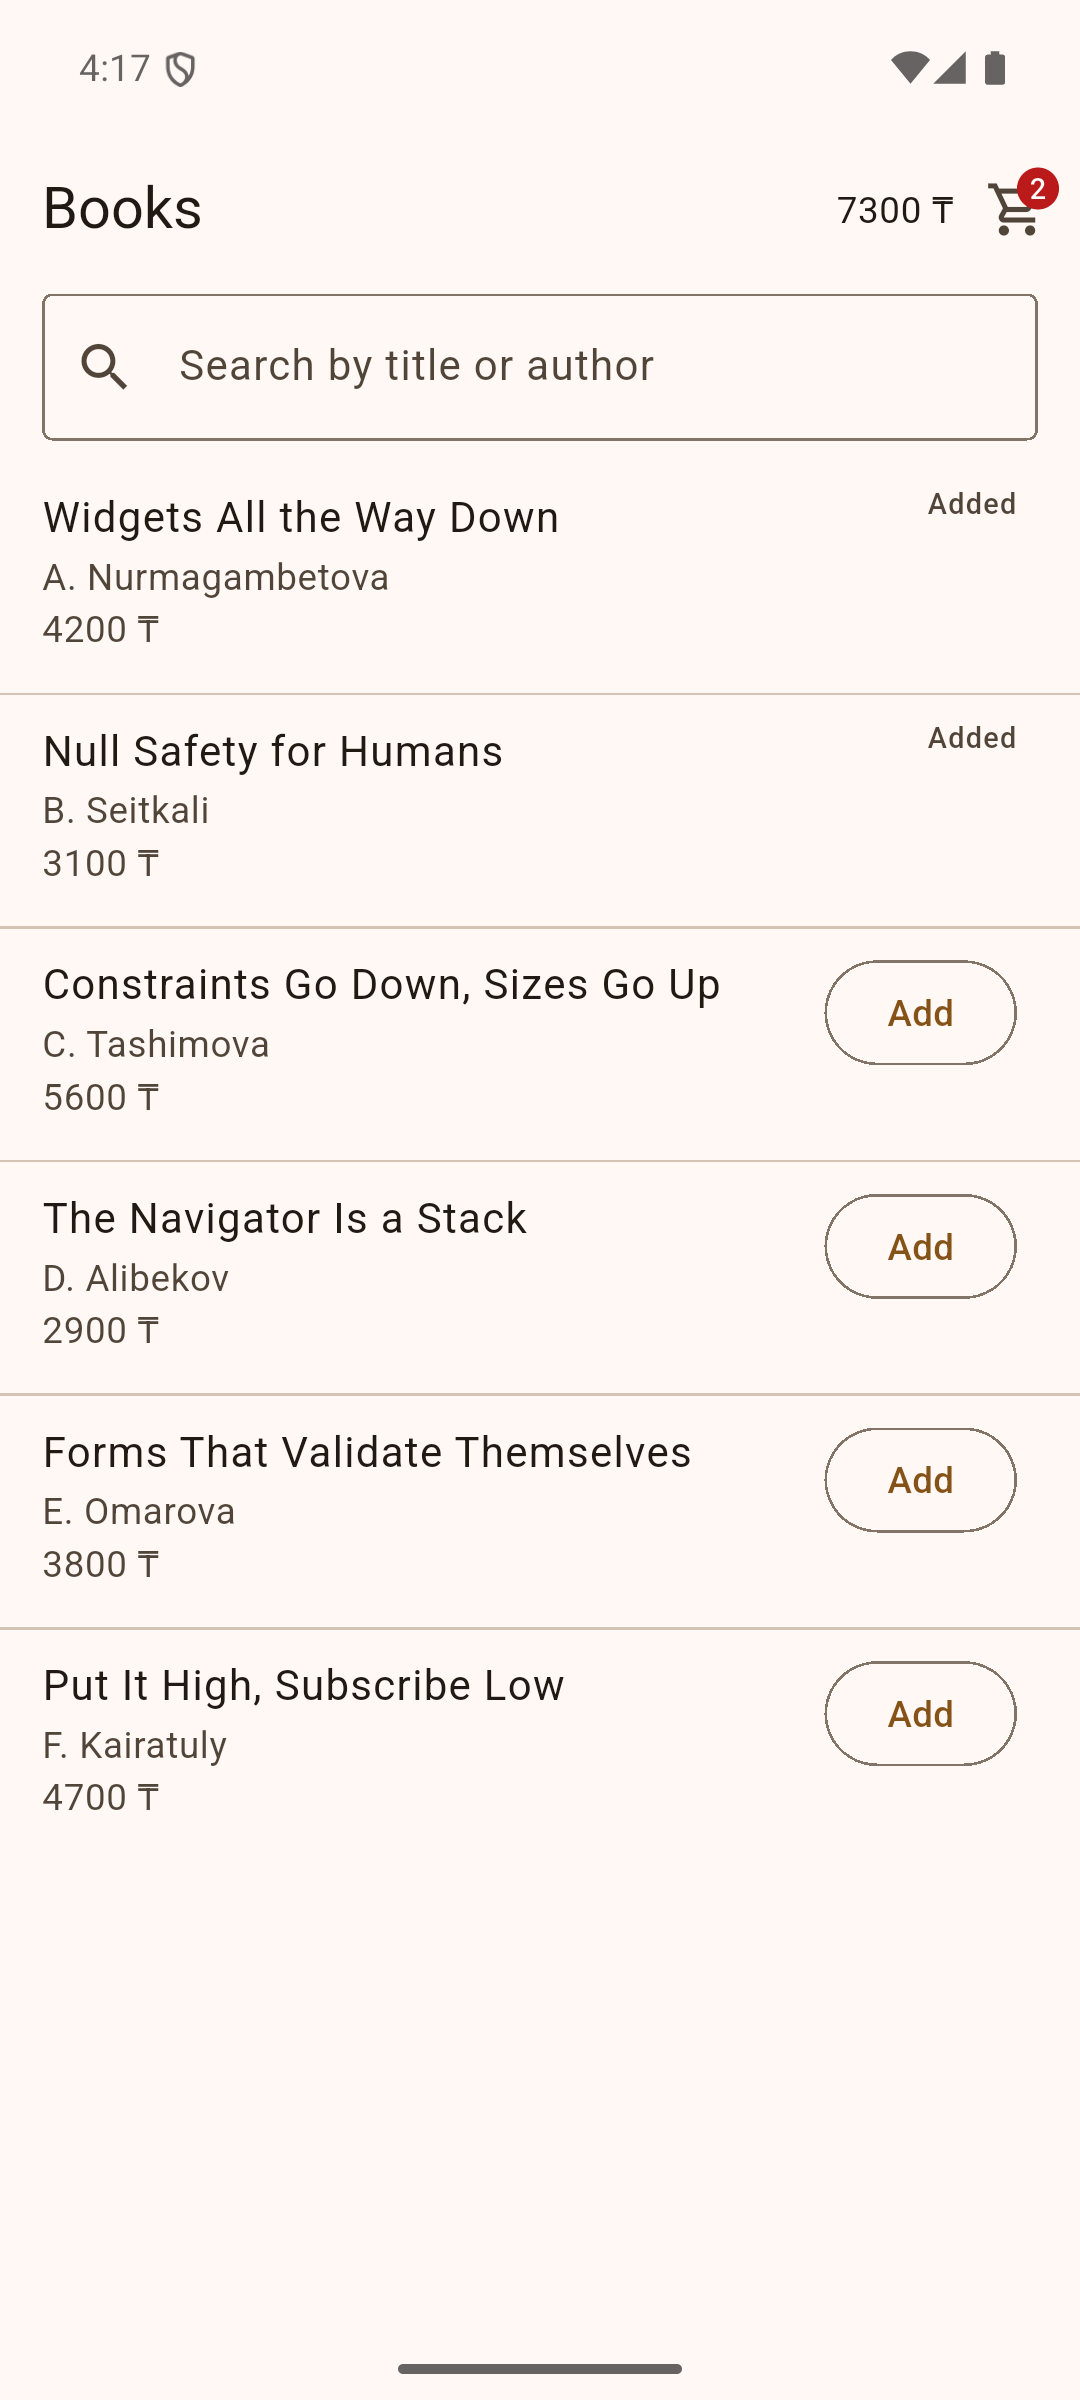 4:17
Books
7300 ₸
2
Search by title or author
Widgets All the Way Down
Added
A. Nurmagambetova
4200 ₸
Null Safety for Humans
Added
B. Seitkali
3100 ₸
Constraints Go Down, Sizes Go Up
Add
C. Tashimova
5600 ₸
The Navigator Is a Stack
Add
D. Alibekov
2900 ₸
Forms That Validate Themselves
Add
E. Omarova
3800 ₸
Put It High, Subscribe Low
Add
F. Kairatuly
4700 ₸